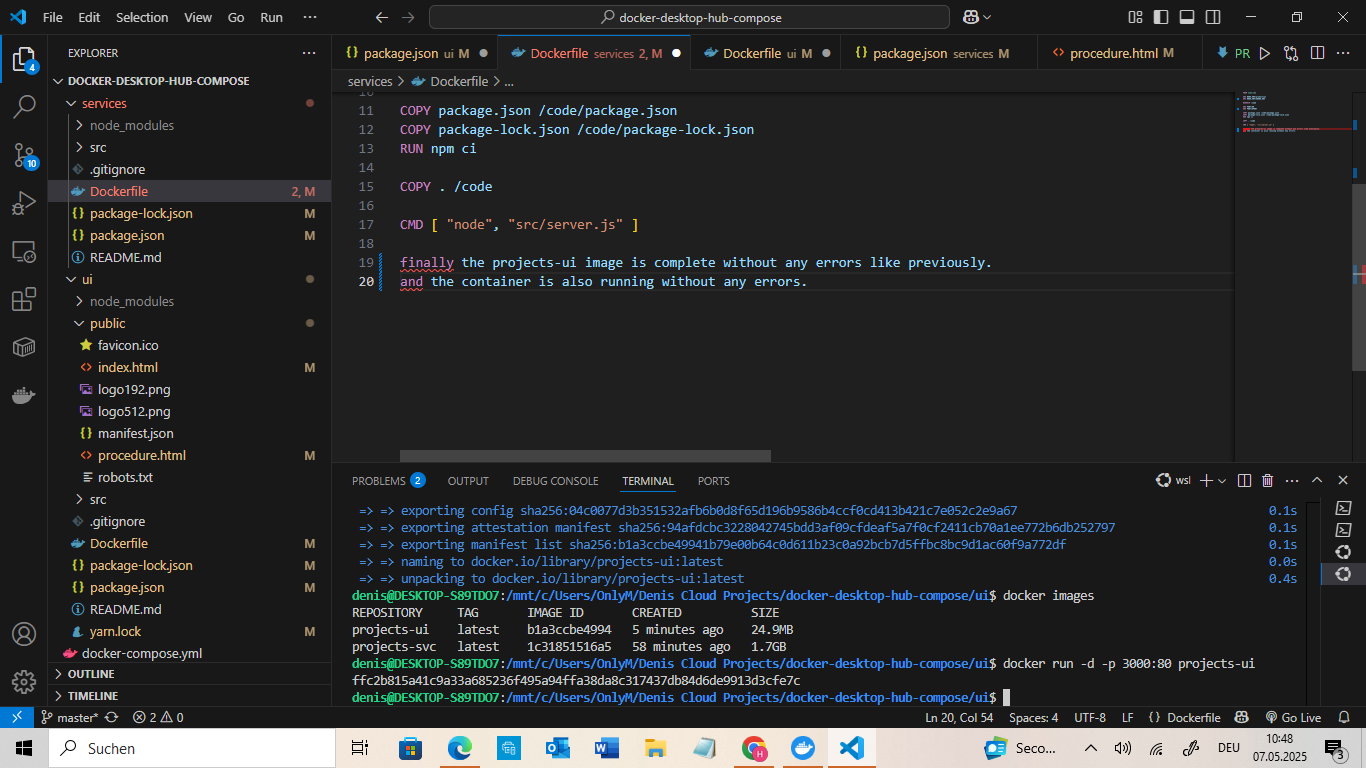 File Edit Selection View Go Run ··· docker-desktop-hub-compose
EXPLORER ···
DOCKER-DESKTOP-HUB-COMPOSE
services
node_modules
src
.gitignore
Dockerfile 2, M
package-lock.json M
package.json M
README.md
ui
node_modules
public
favicon.ico
index.html M
logo192.png
logo512.png
manifest.json
procedure.html M
robots.txt
src
.gitignore
Dockerfile M
package-lock.json M
package.json M
README.md
yarn.lock M
docker-compose.yml
OUTLINE
TIMELINE
4
10
package.json ui M Dockerfile services 2, M Dockerfile ui M package.json services M procedure.html M PR
services > Dockerfile > ...
11 COPY package.json /code/package.json
12 COPY package-lock.json /code/package-lock.json
13 RUN npm ci
14
15 COPY . /code
16
17 CMD [ "node", "src/server.js" ]
18
19 finally the projects-ui image is complete without any errors like previously.
20 and the container is also running without any errors.
PROBLEMS 2 OUTPUT DEBUG CONSOLE TERMINAL PORTS wsl
=> => exporting config sha256:04c0077d3b351532afb6b0d8f65d196b9586b4ccf0cd413b421c7e052c2e9a67 0.1s
=> => exporting attestation manifest sha256:94afdcbc3228042745bdd3af09cfdeaf5a7f0cf2411cb70a1ee772b6db252797 0.1s
=> => exporting manifest list sha256:b1a3ccbe49941b79e00b64c0d611b23c0a92bcb7d5ffbc8bc9d1ac60f9a772df 0.1s
=> => naming to docker.io/library/projects-ui:latest 0.0s
=> => unpacking to docker.io/library/projects-ui:latest 0.4s
denis@DESKTOP-S89TDO7:/mnt/c/Users/OnlyM/Denis Cloud Projects/docker-desktop-hub-compose/ui$ docker images
REPOSITORY TAG IMAGE ID CREATED SIZE
projects-ui latest b1a3ccbe4994 5 minutes ago 24.9MB
projects-svc latest 1c31851516a5 58 minutes ago 1.7GB
denis@DESKTOP-S89TDO7:/mnt/c/Users/OnlyM/Denis Cloud Projects/docker-desktop-hub-compose/ui$ docker run -d -p 3000:80 projects-ui
ffc2b815a41c9a33a685236f495a94ffa38da8c317437db84d6de9913d3cfe7c
denis@DESKTOP-S89TDO7:/mnt/c/Users/OnlyM/Denis Cloud Projects/docker-desktop-hub-compose/ui$
master* 2 0 Ln 20, Col 54 Spaces: 4 UTF-8 LF Dockerfile Go Live
Suchen Seco... DEU 10:48
07.05.2025 3